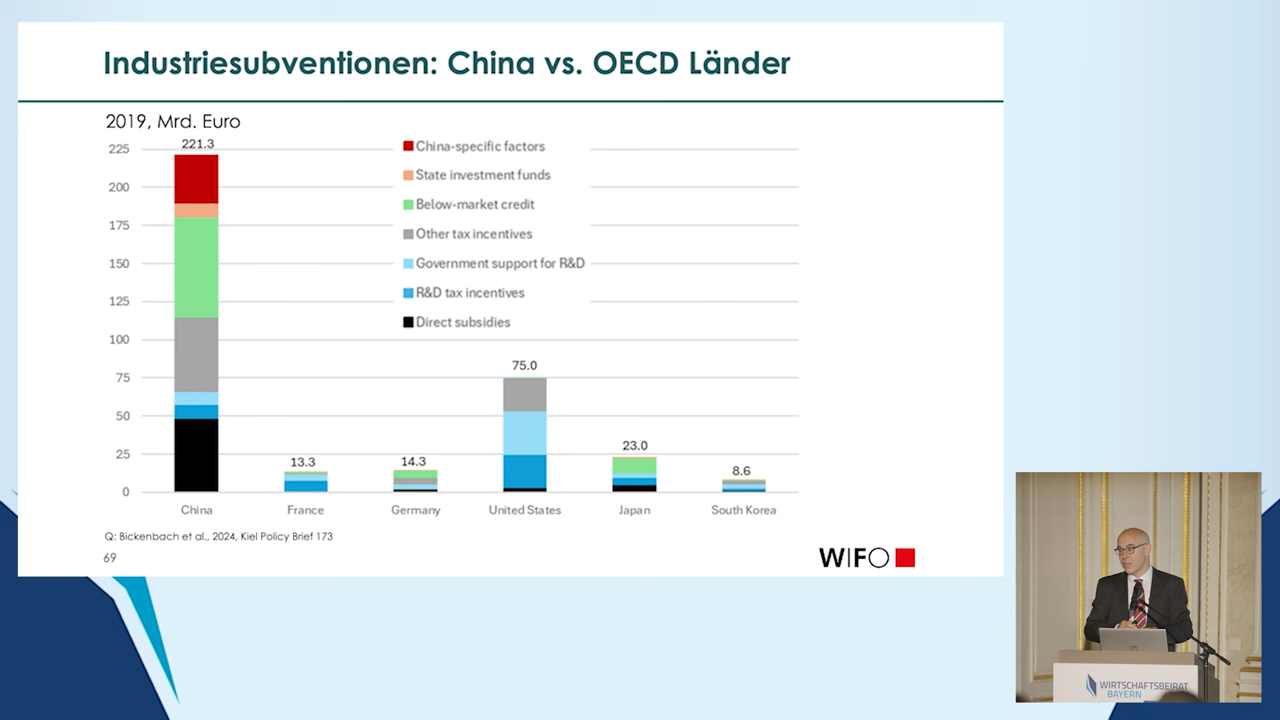 Industriesubventionen: China vs. OECD Länder
2019, Mrd. Euro
225
200
175
150
125
100
75
50
25
0
221.3
13.3
14.3
75.0
23.0
8.6
China-specific factors
State investment funds
Below-market credit
Other tax incentives
Government support for R&D
R&D tax incentives
Direct subsidies
China
France
Germany
United States
Japan
South Korea
Q: Bickenbach et al., 2024, Kiel Policy Brief 173
69
WIFO
WIRTSCHAFTSBEIRAT
BAYERN